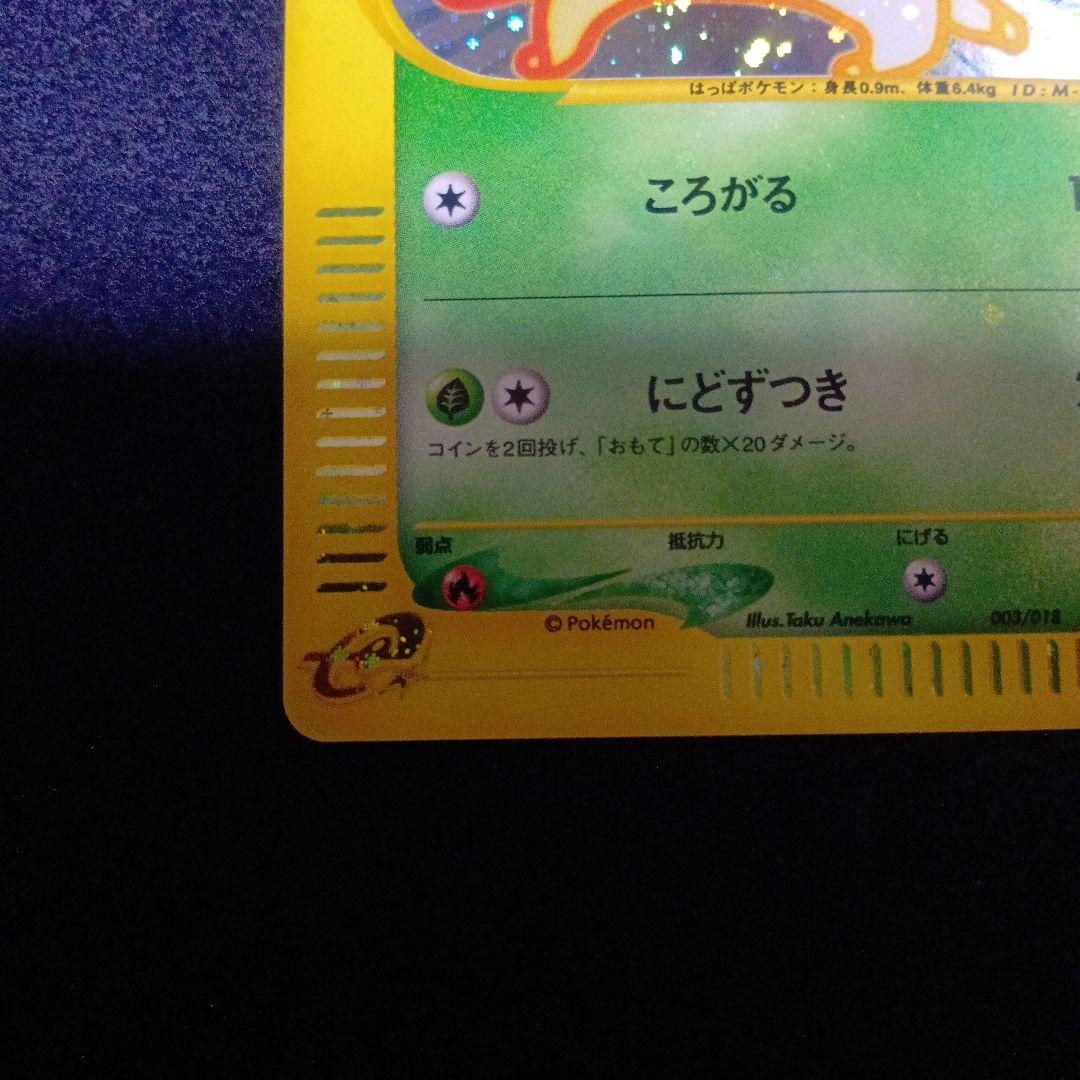 はっぱポケモン：身長0.9m、体重6.4kg ID:M-
ころがる
にどずつき
コインを2回投げ、「おもて」の数×20ダメージ。
弱点 抵抗力 にげる
© Pokémon Illus.Taku Anekawa 003/018